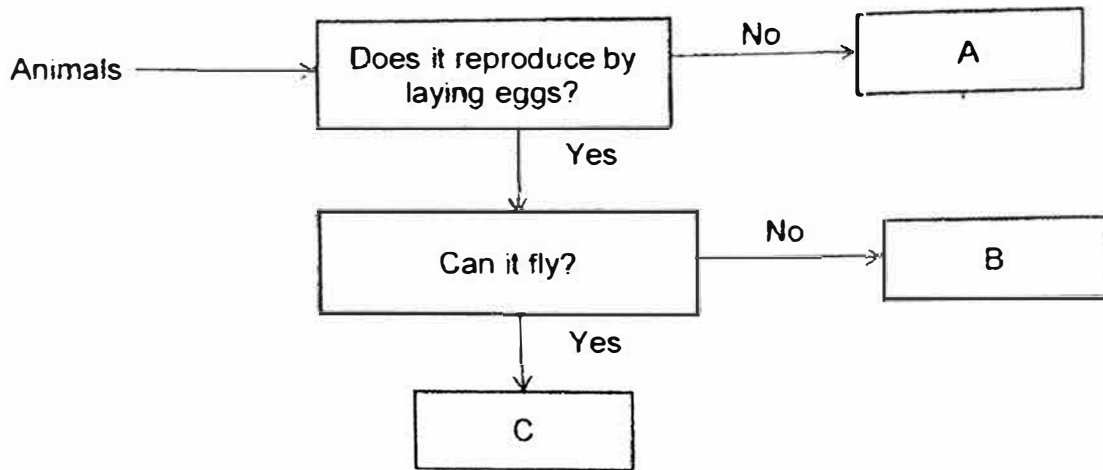 Animals
Does it reproduce by
laying eggs?
No
A
Yes
Can it fly?
No
B
Yes
C